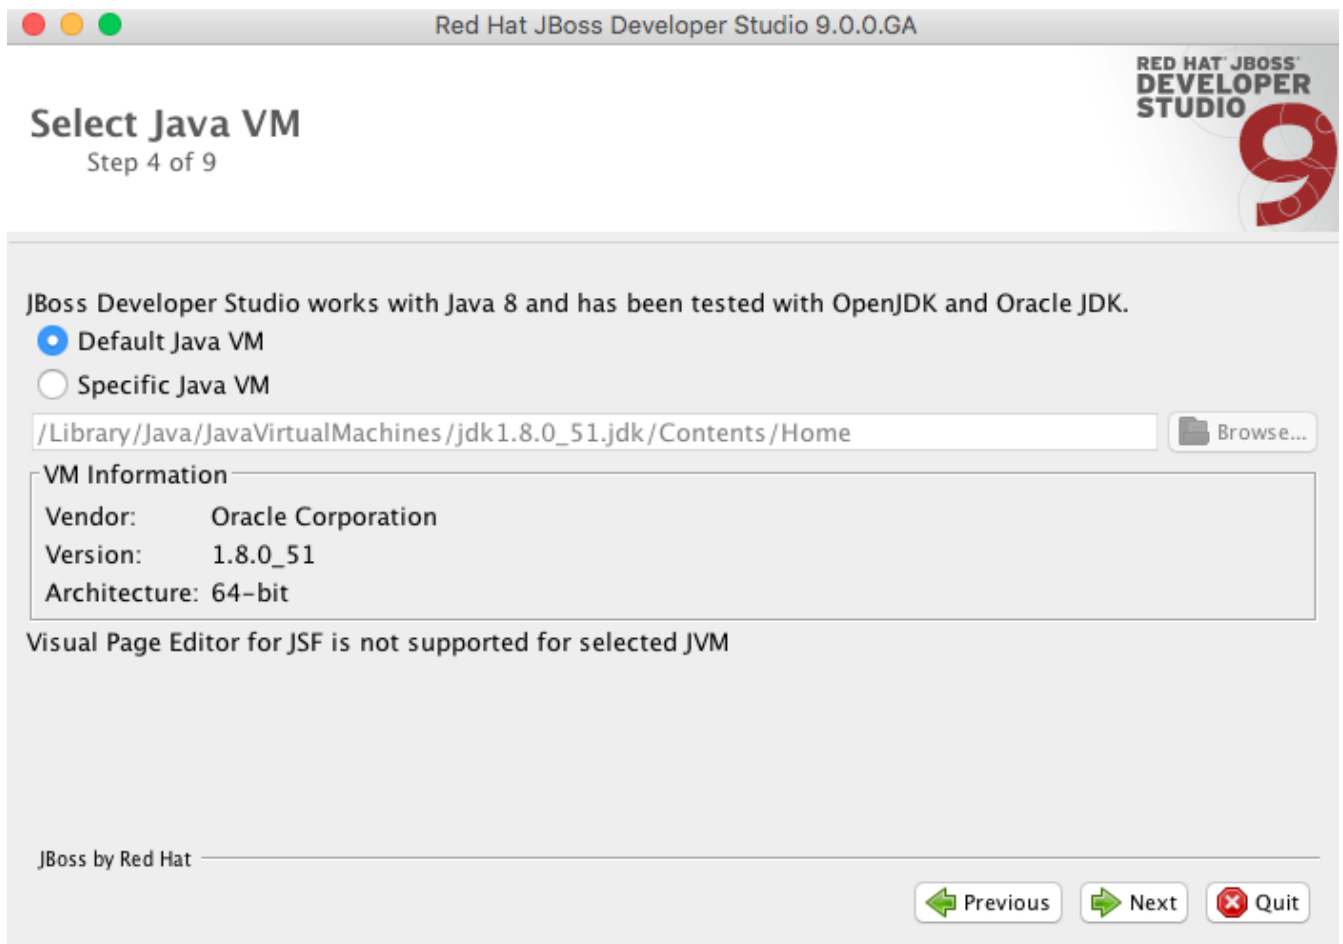 Red Hat JBoss Developer Studio 9.0.0.GA
RED HAT® JBOSS®
DEVELOPER
STUDIO
9
Select Java VM
Step 4 of 9
JBoss Developer Studio works with Java 8 and has been tested with OpenJDK and Oracle JDK.
Default Java VM
Specific Java VM
/Library/Java/JavaVirtualMachines/jdk1.8.0_51.jdk/Contents/Home
Browse...
VM Information
Vendor: Oracle Corporation
Version: 1.8.0_51
Architecture: 64-bit
Visual Page Editor for JSF is not supported for selected JVM
JBoss by Red Hat
Previous Next Quit